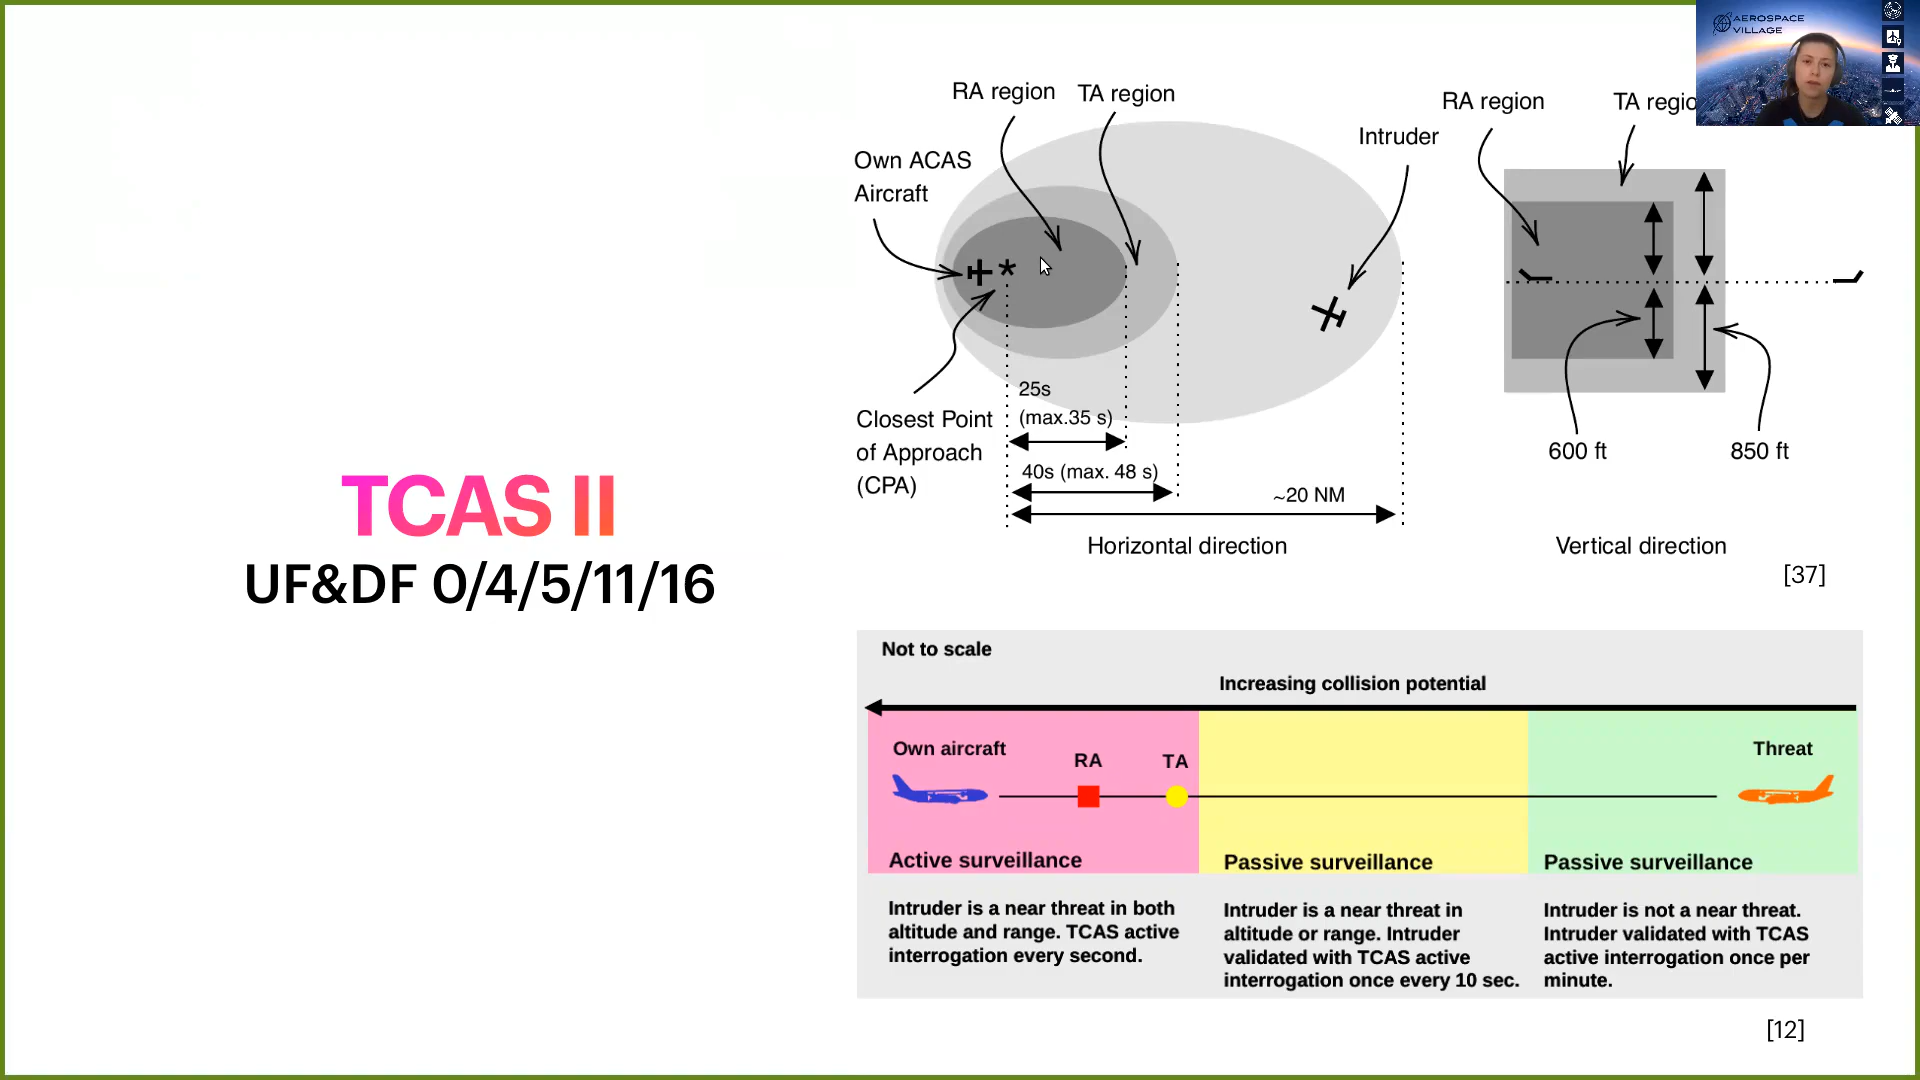 AEROSPACE
VILLAGE
TCAS II
UF&DF 0/4/5/11/16
RA region
TA region
Own ACAS
Aircraft
Intruder
Closest Point
of Approach
(CPA)
25s
(max.35 s)
40s (max. 48 s)
~20 NM
Horizontal direction
RA region
TA regio
600 ft
850 ft
Vertical direction
[37]
Not to scale
Increasing collision potential
Own aircraft
RA
TA
Threat
Active surveillance
Intruder is a near threat in both
altitude and range. TCAS active
interrogation every second.
Passive surveillance
Intruder is a near threat in
altitude or range. Intruder
validated with TCAS active
interrogation once every 10 sec.
Passive surveillance
Intruder is not a near threat.
Intruder validated with TCAS
active interrogation once per
minute.
[12]